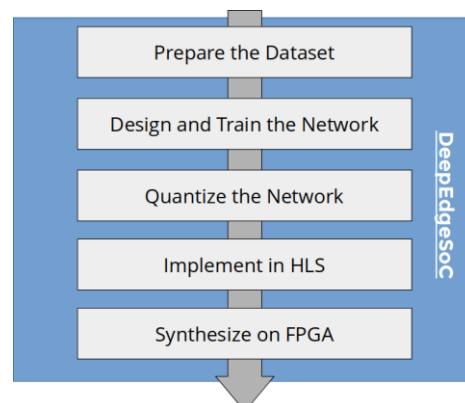 Prepare the Dataset
Design and Train the Network
Quantize the Network
Implement in HLS
Synthesize on FPGA
DeepEdgeSoC